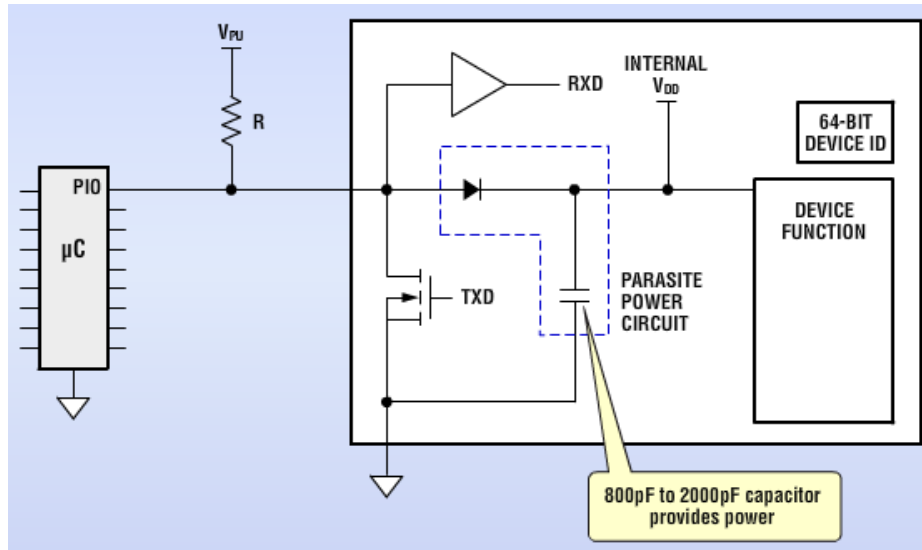 VPU
R
PIO
µC
RXD
TXD
INTERNAL
VDD
64-BIT
DEVICE ID
DEVICE
FUNCTION
PARASITE
POWER
CIRCUIT
800pF to 2000pF capacitor
provides power